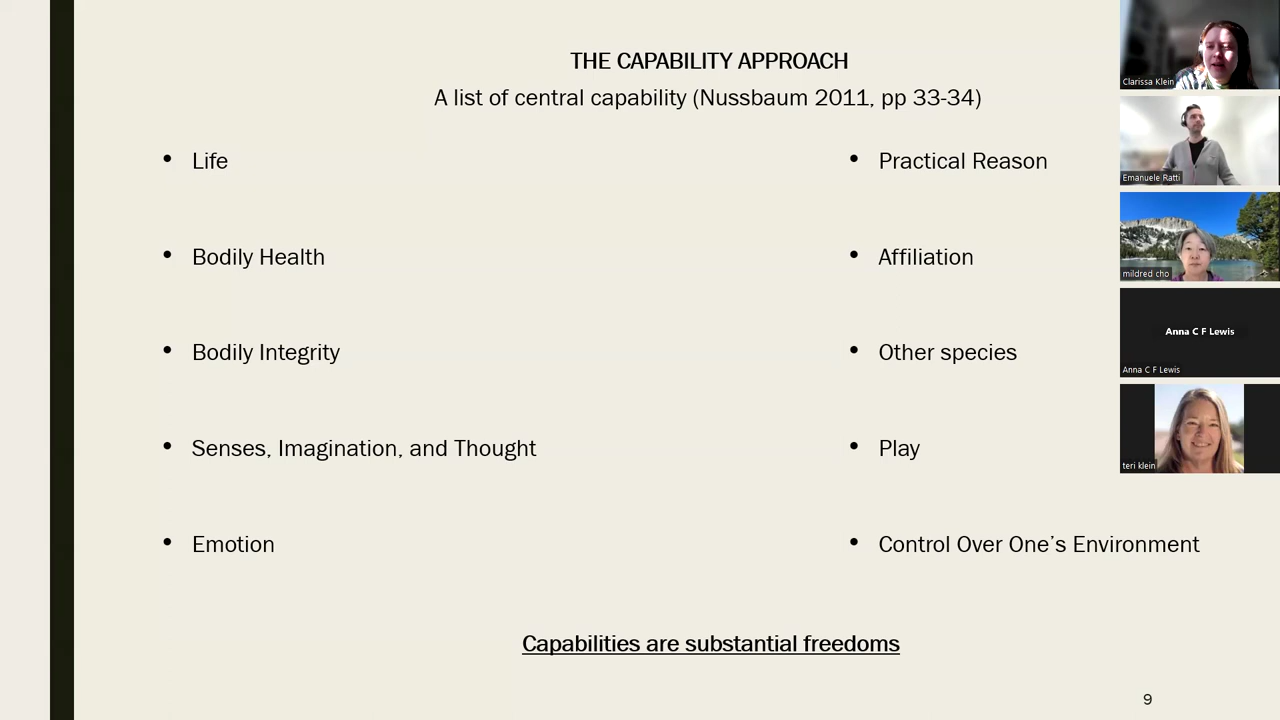 THE CAPABILITY APPROACH
A list of central capability (Nussbaum 2011, pp 33-34)
• Life
• Bodily Health
• Bodily Integrity
• Senses, Imagination, and Thought
• Emotion
• Practical Reason
• Affiliation
• Other species
• Play
• Control Over One’s Environment
Capabilities are substantial freedoms
9
Clarissa Klein
Emanuele Ratti
mildred cho
Anna C F Lewis
Anna C F Lewis
teri klein